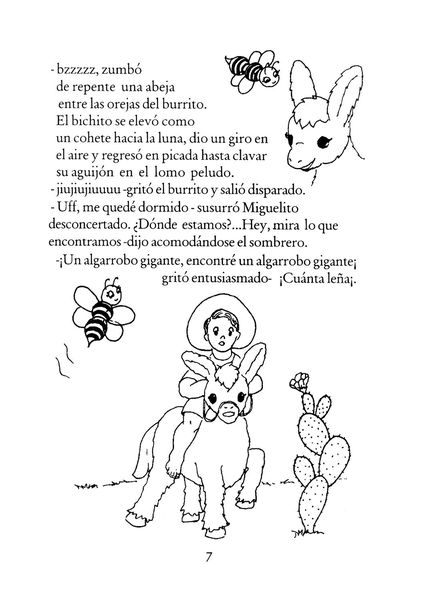 - bzzzzz, zumbó
de repente una abeja
entre las orejas del burrito.
El bichito se elevó como
un cohete hacia la luna, dio un giro en
el aire y regresó en picada hasta clavar
su aguijón en el lomo peludo.
- jiujiujiuuuu -gritó el burrito y salió disparado.
- Uff, me quedé dormido - susurró Miguelito
desconcertado. ¿Dónde estamos?...Hey, mira lo que
encontramos -dijo acomodándose el sombrero.
-¡Un algarrobo gigante, encontré un algarrobo gigante¡
gritó entusiasmado- ¡Cuánta leña¡.
7